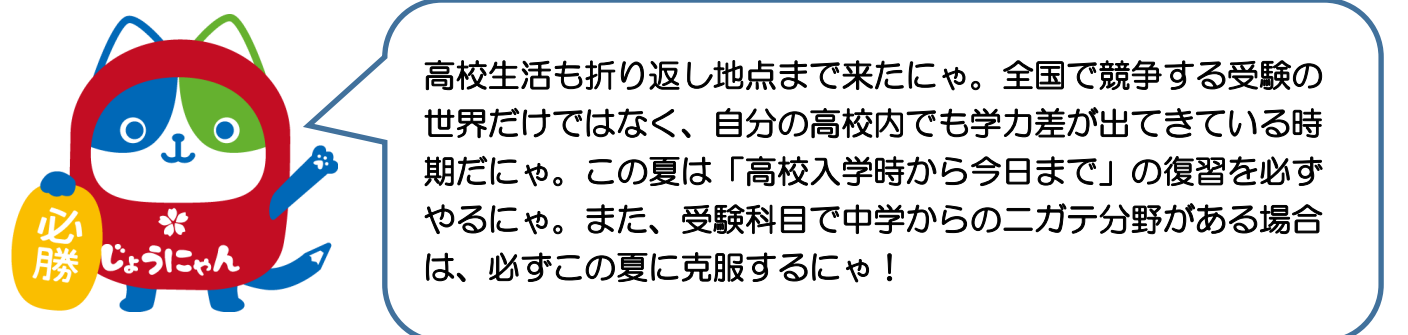 高校生活も折り返し地点まで来たにゃ。全国で競争する受験の
世界だけではなく、自分の高校内でも学力差が出てきている時
期だにゃ。この夏は「高校入学時から今日まで」の復習を必ず
やるにゃ。また、受験科目で中学からのニガテ分野がある場合
は、必ずこの夏に克服するにゃ！
必勝
じょうにゃん